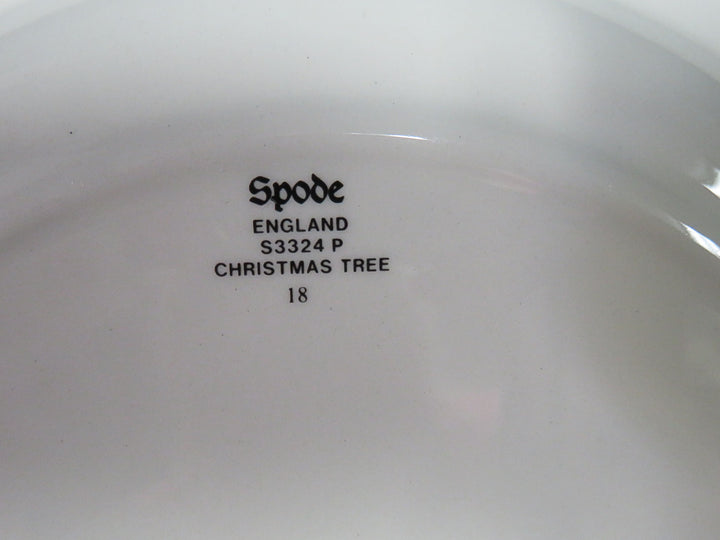 Spode
ENGLAND
S3324 P
CHRISTMAS TREE
18